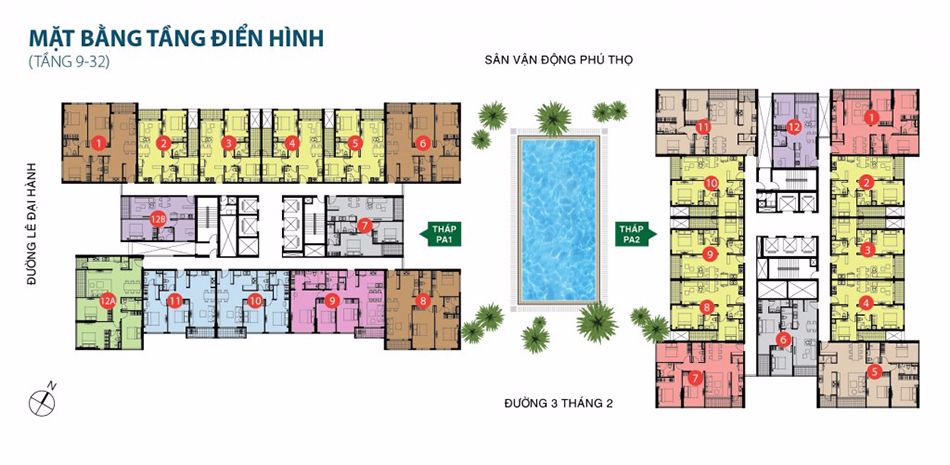 MẶT BẰNG TẦNG ĐIỂN HÌNH
(TẦNG 9-32)
SÂN VẬN ĐỘNG PHÚ THỌ
ĐƯỜNG LÊ ĐẠI HÀNH
1
2
3
4
5
6
12B
7
THÁP
PA1
12A
11
10
9
8
THÁP
PA2
11
12
1
10
2
9
3
8
4
6
7
5
ĐƯỜNG 3 THÁNG 2
N